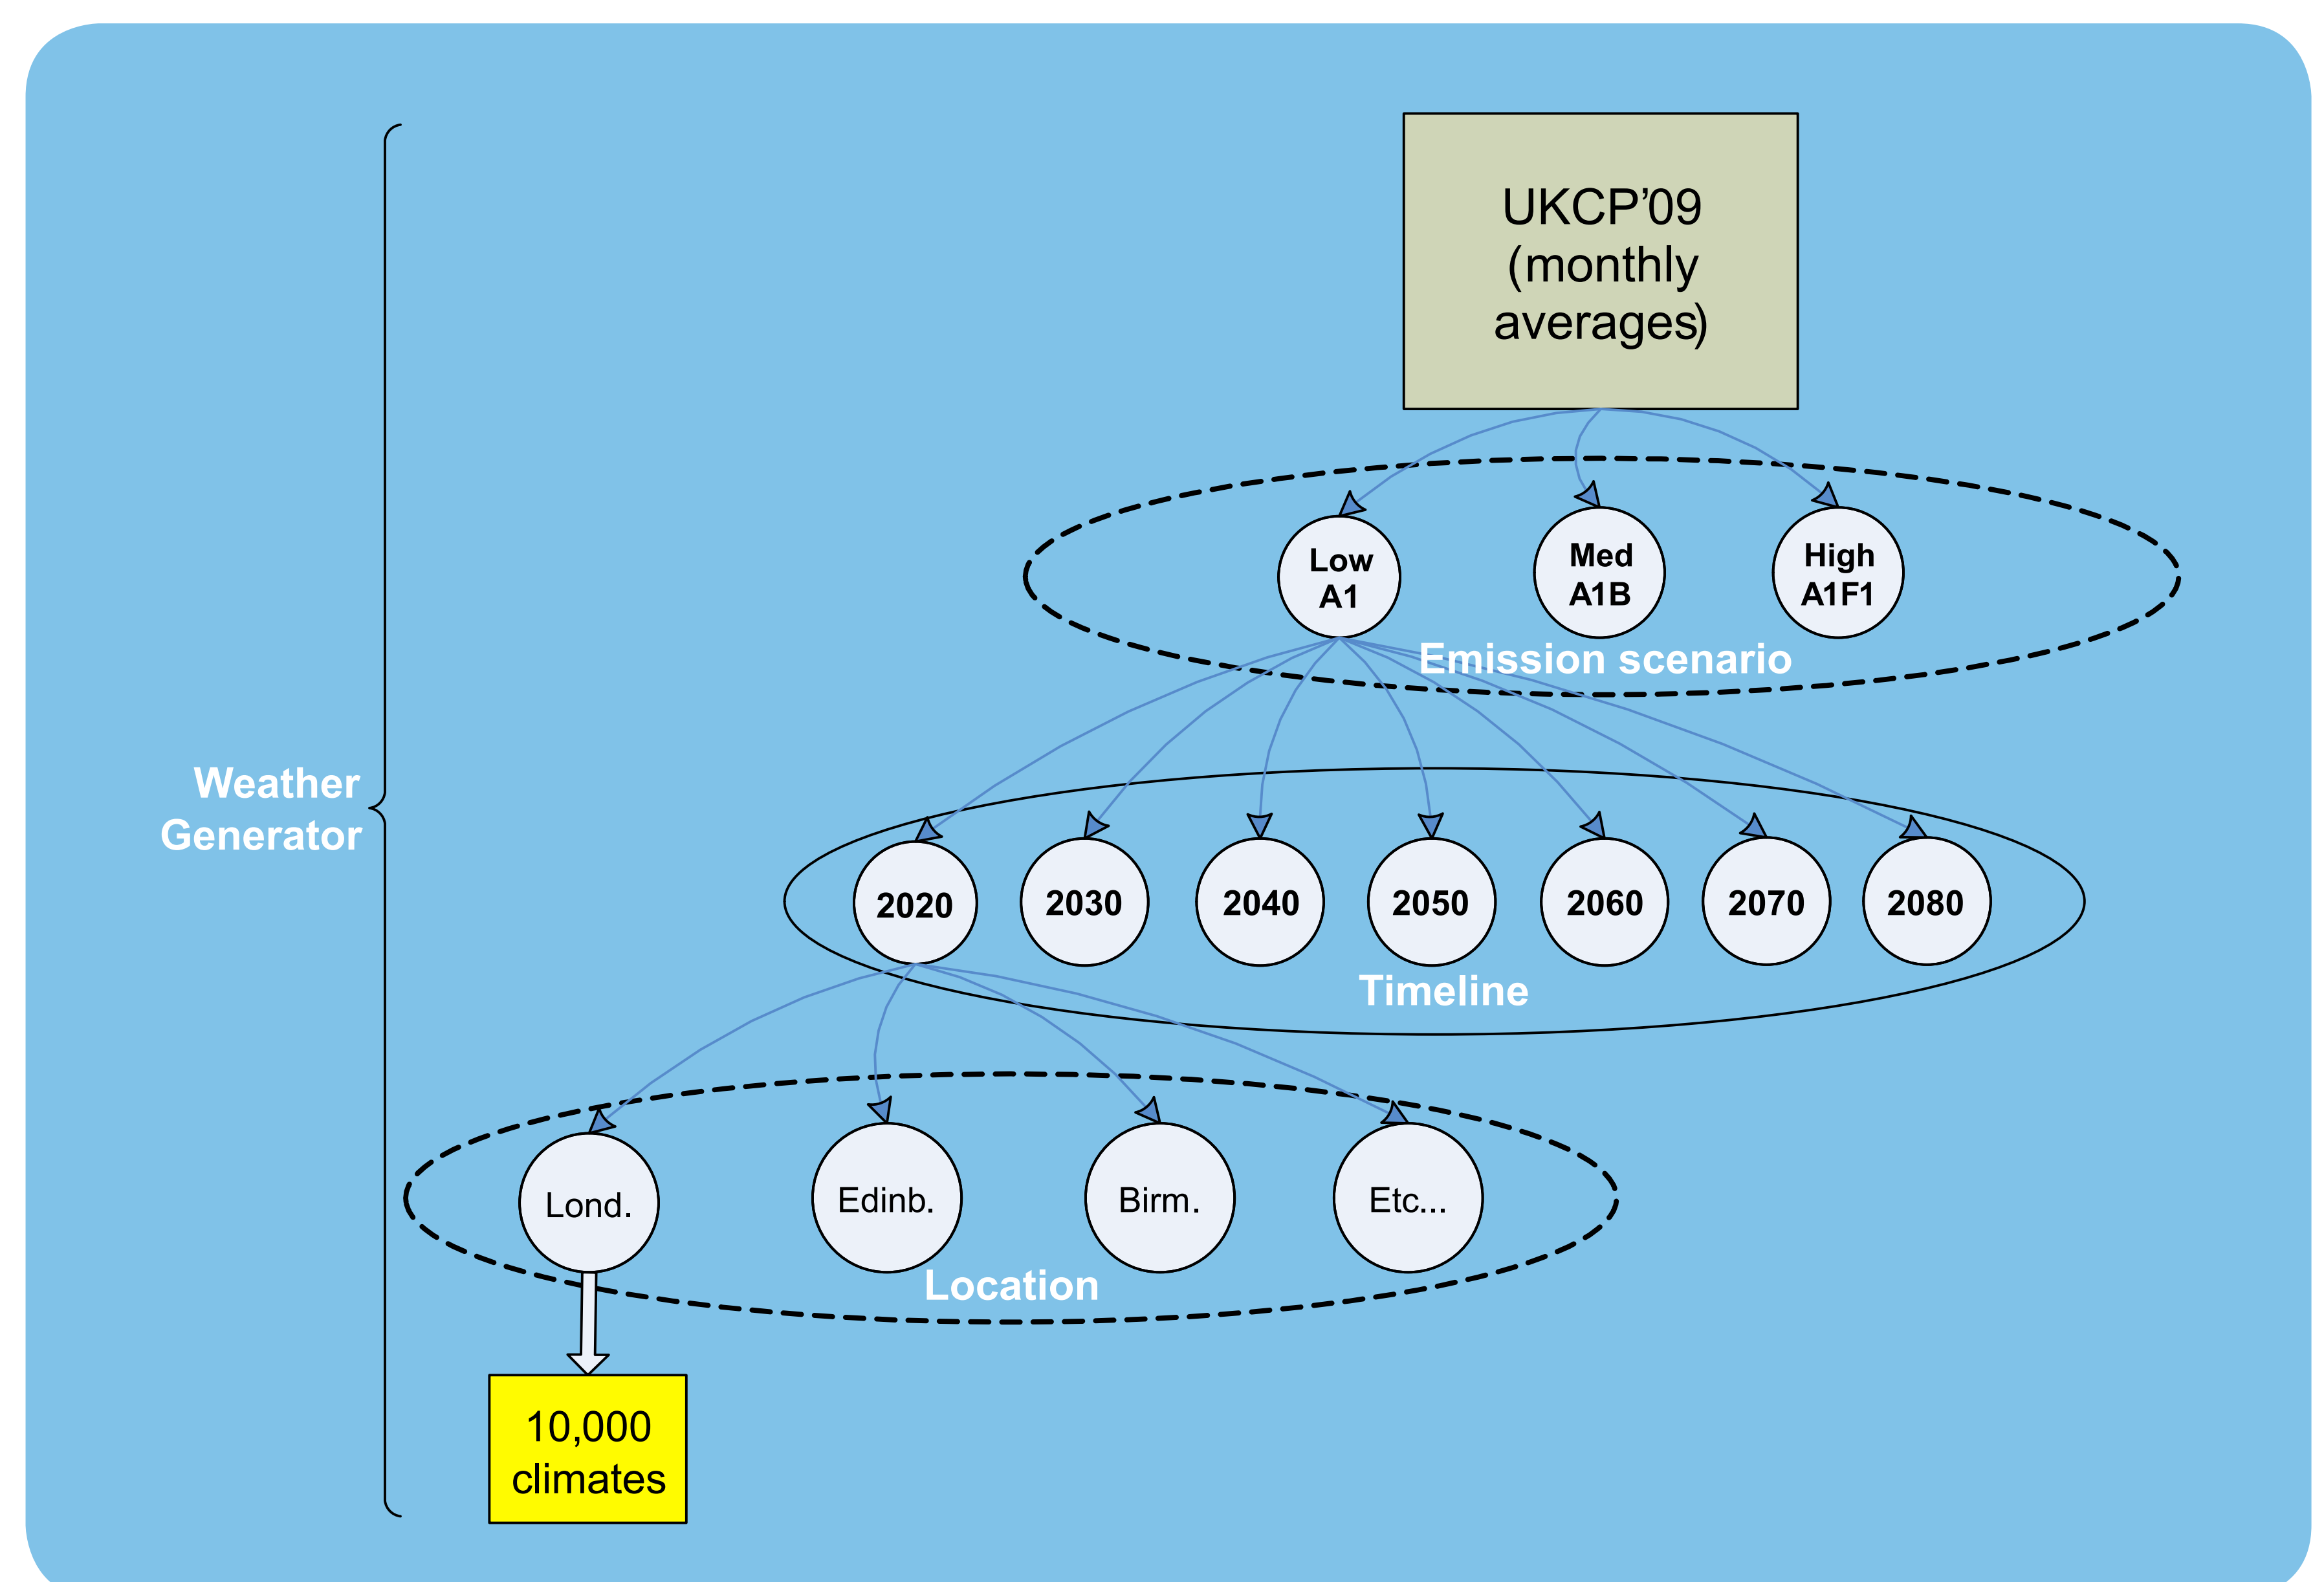 UKCP’09
(monthly
averages)
Low
A1
Med
A1B
High
A1F1
Emission scenario
Weather
Generator
2020
2030
2040
2050
2060
2070
2080
Timeline
Lond.
Edinb.
Birm.
Etc...
Location
10,000
climates